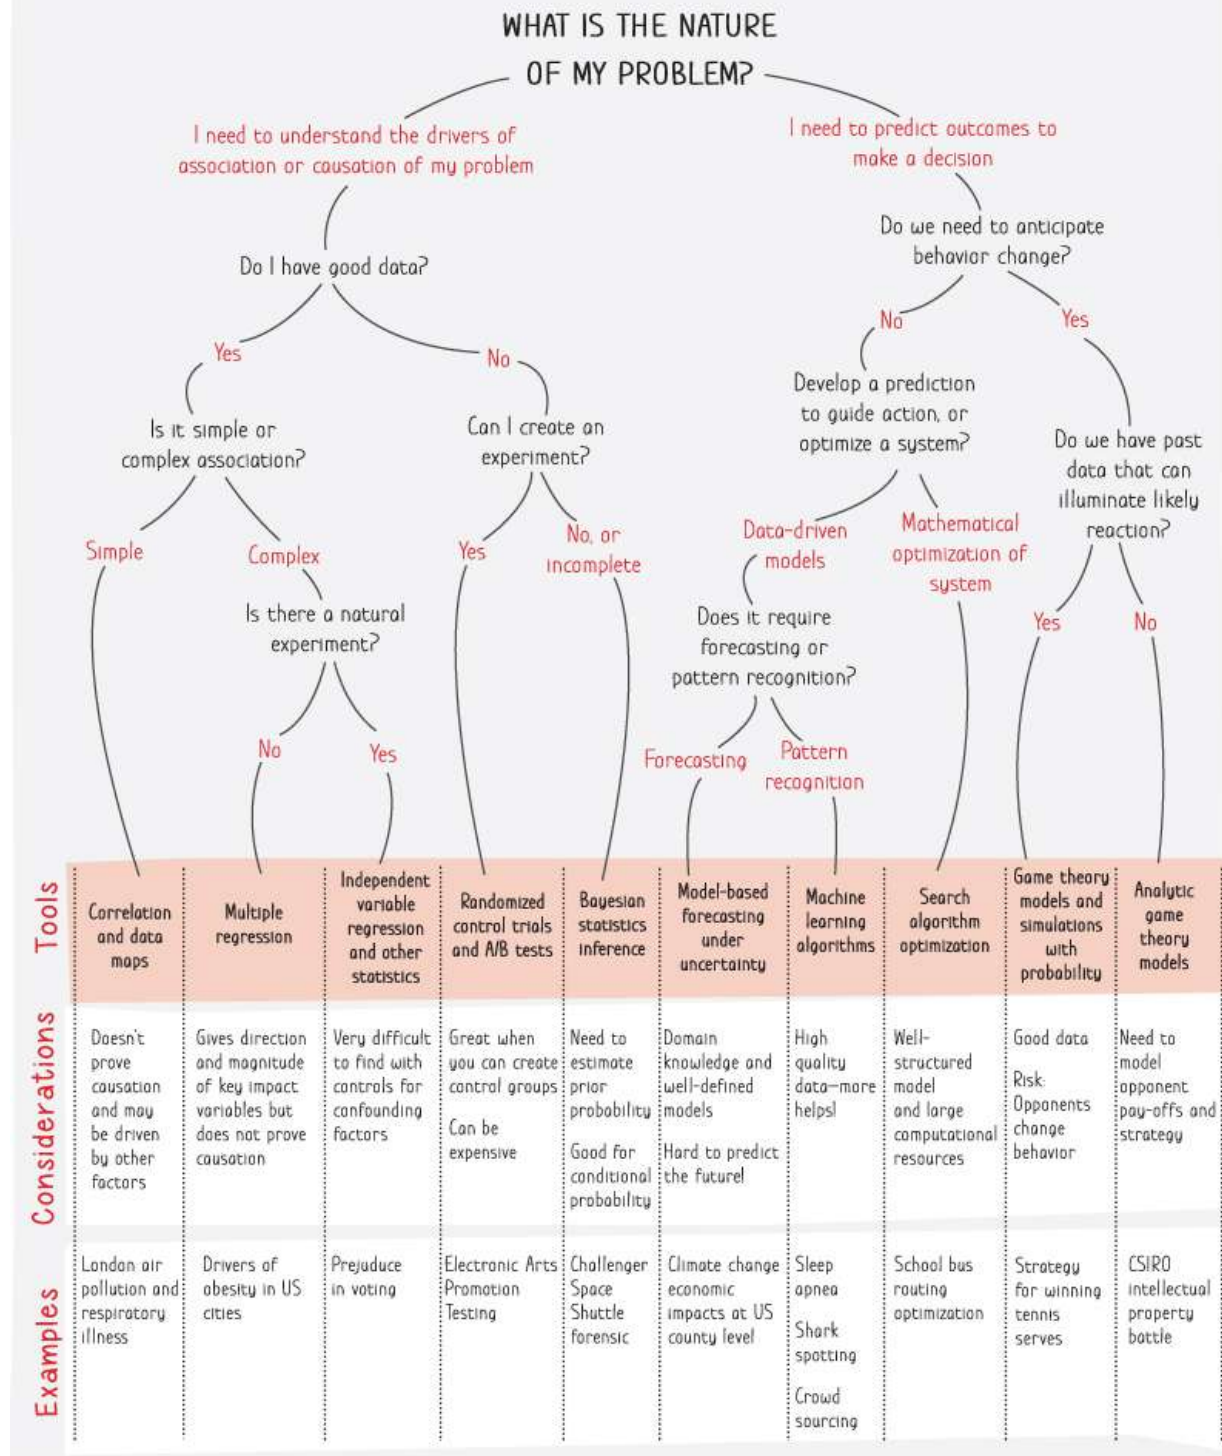 WHAT IS THE NATURE
OF MY PROBLEM?
I need to understand the drivers of
association or causation of my problem
I need to predict outcomes to
make a decision
Do I have good data?
Do we need to anticipate
behavior change?
Yes
No
No
Yes
Is it simple or
complex association?
Can I create an
experiment?
Develop a prediction
to guide action, or
optimize a system?
Do we have past
data that can
illuminate likely
reaction?
Simple
Complex
Yes
No, or
incomplete
Data-driven
models
Mathematical
optimization of
system
Is there a natural
experiment?
Does it require
forecasting or
pattern recognition?
Yes
No
No
Yes
Forecasting
Pattern
recognition
Tools
Correlation
and data
maps
Multiple
regression
Independent
variable
regression
and other
statistics
Randomized
control trials
and A/B tests
Bayesian
statistics
inference
Model-based
forecasting
under
uncertainty
Machine
learning
algorithms
Search
algorithm
optimization
Game theory
models and
simulations
with
probability
Analytic
game
theory
models
Considerations
Doesn't
prove
causation
and may
be driven
by other
factors
Gives direction
and magnitude
of key impact
variables but
does not prove
causation
Very difficult
to find with
controls for
confounding
factors
Great when
you can create
control groups
Can be
expensive
Need to
estimate
prior
probability
Good for
conditional
probability
Domain
knowledge and
well-defined
models
Hard to predict
the future!
High
quality
data—more
helps!
Well-
structured
model
and large
computational
resources
Good data
Risk:
Opponents
change
behavior
Need to
model
opponent
pay-offs and
strategy
Examples
London air
pollution and
respiratory
illness
Drivers of
obesity in US
cities
Prejuduce
in voting
Electronic Arts
Promotion
Testing
Challenger
Space
Shuttle
forensic
Climate change
economic
impacts at US
county level
Sleep
apnea
Shark
spotting
Crowd
sourcing
School bus
routing
optimization
Strategy
for winning
tennis
serves
CSIRO
intellectual
property
battle